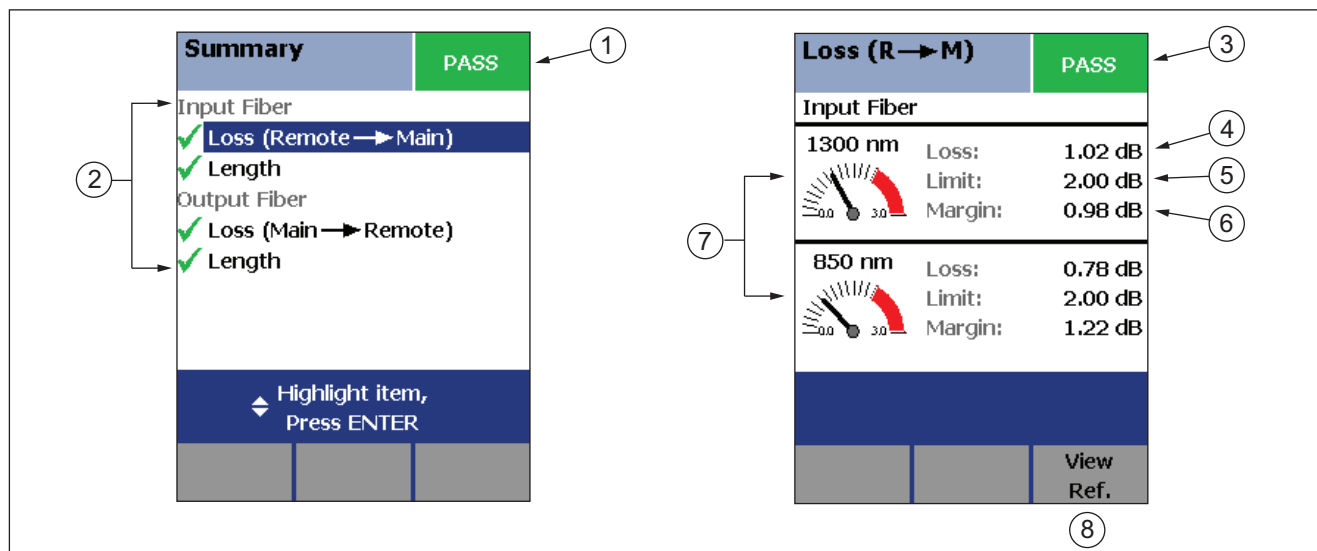 Summary
PASS
1
Input Fiber
Loss (Remote → Main)
Length
2
Output Fiber
Loss (Main → Remote)
Length
Highlight item,
Press ENTER
Loss (R → M)
PASS
3
Input Fiber
1300 nm
Loss: 1.02 dB
4
Limit: 2.00 dB
5
0.0 3.0
Margin: 0.98 dB
6
7
850 nm
Loss: 0.78 dB
Limit: 2.00 dB
0.0 3.0
Margin: 1.22 dB
View
Ref.
8